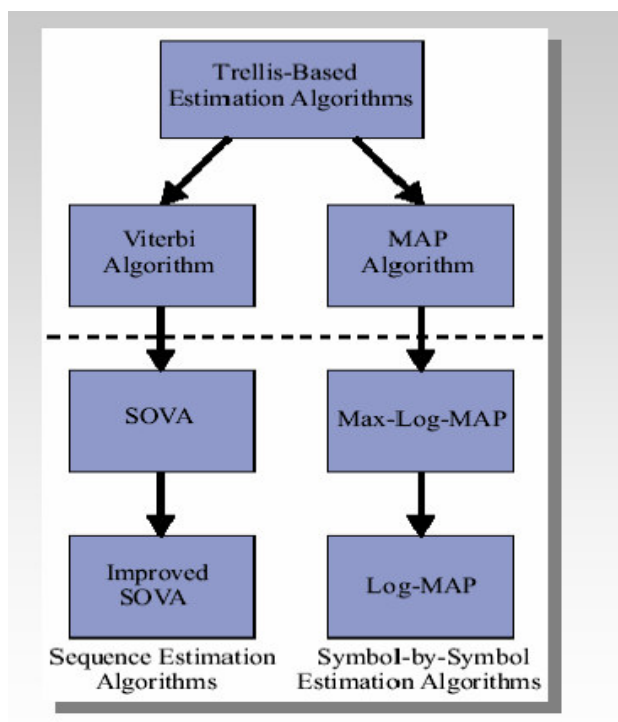 Trellis-Based
Estimation Algorithms
Viterbi
Algorithm
MAP
Algorithm
SOVA
Max-Log-MAP
Improved
SOVA
Log-MAP
Sequence Estimation
Algorithms
Symbol-by-Symbol
Estimation Algorithms